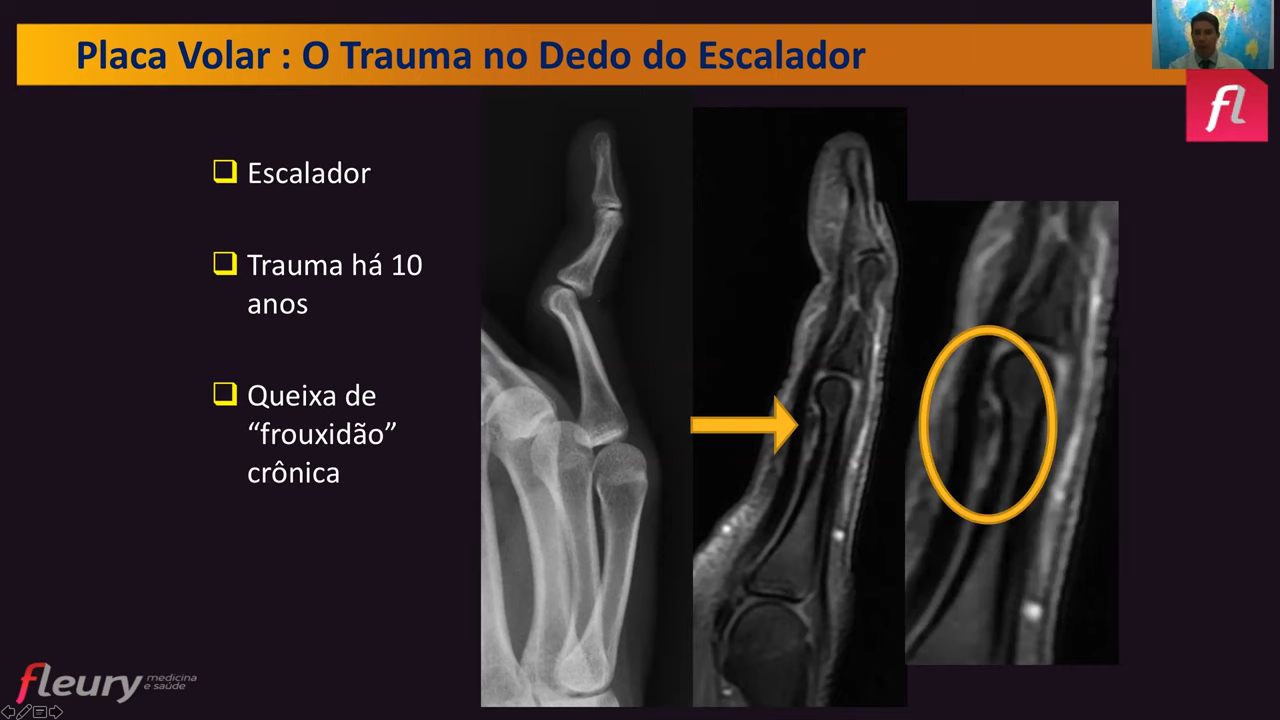 Placa Volar : O Trauma no Dedo do Escalador
fl
Escalador
Trauma há 10
anos
Queixa de
“frouxidão”
crônica
fleury medicina
e saúde